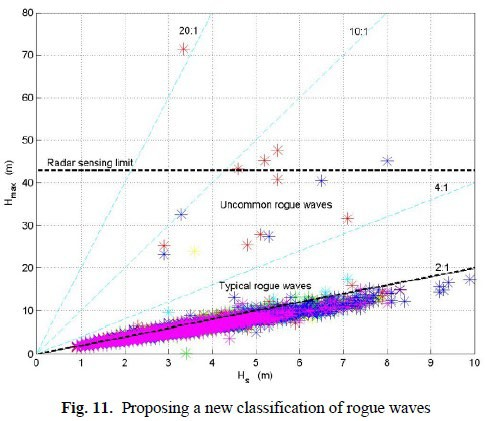 80
70
60
50
40
30
20
10
0
0 1 2 3 4 5 6 7 8 9 10
20:1
10:1
Radar sensing limit
4:1
Uncommon rogue waves
2:1
Typical rogue waves
Hmax (m)
Hs (m)
Fig. 11. Proposing a new classification of rogue waves